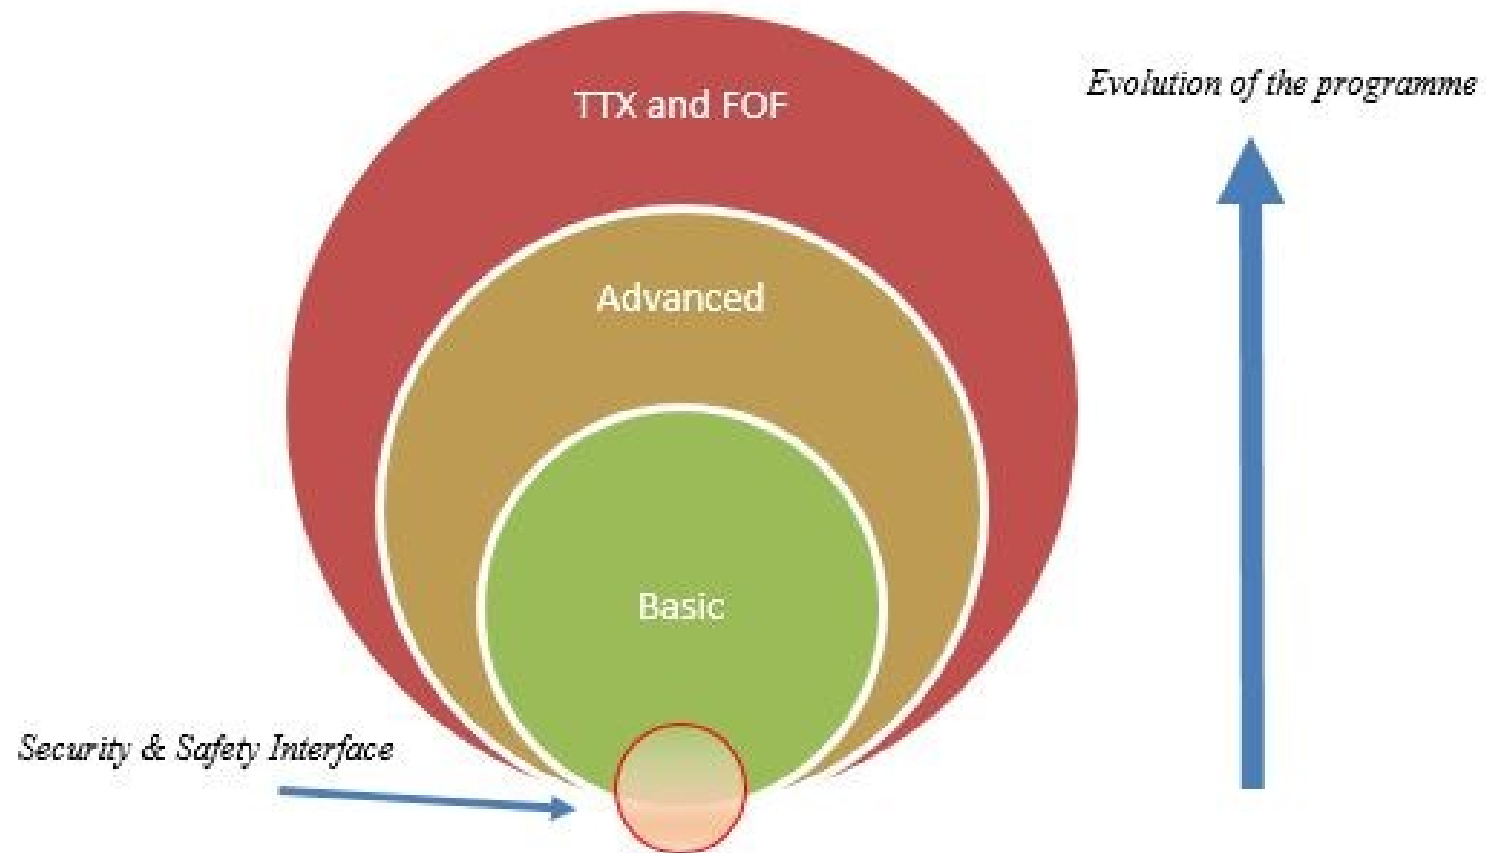 TTX and FOF
Evolution of the programme
Advanced
Basic
Security & Safety Interface